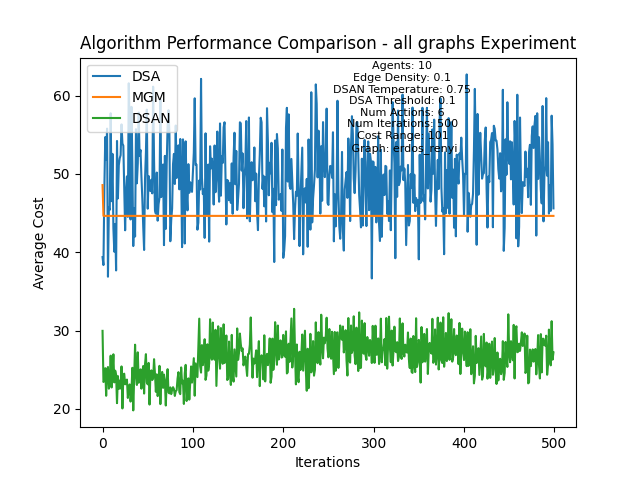 Algorithm Performance Comparison - all graphs Experiment
DSA
MGM
DSAN
Agents: 10
Edge Density: 0.1
DSAN Temperature: 0.75
DSA Threshold: 0.1
Num Actions: 6
Num Iterations: 500
Cost Range: 101
Graph: erdos_renyi
Average Cost
60
50
40
30
20
0
100
200
300
400
500
Iterations